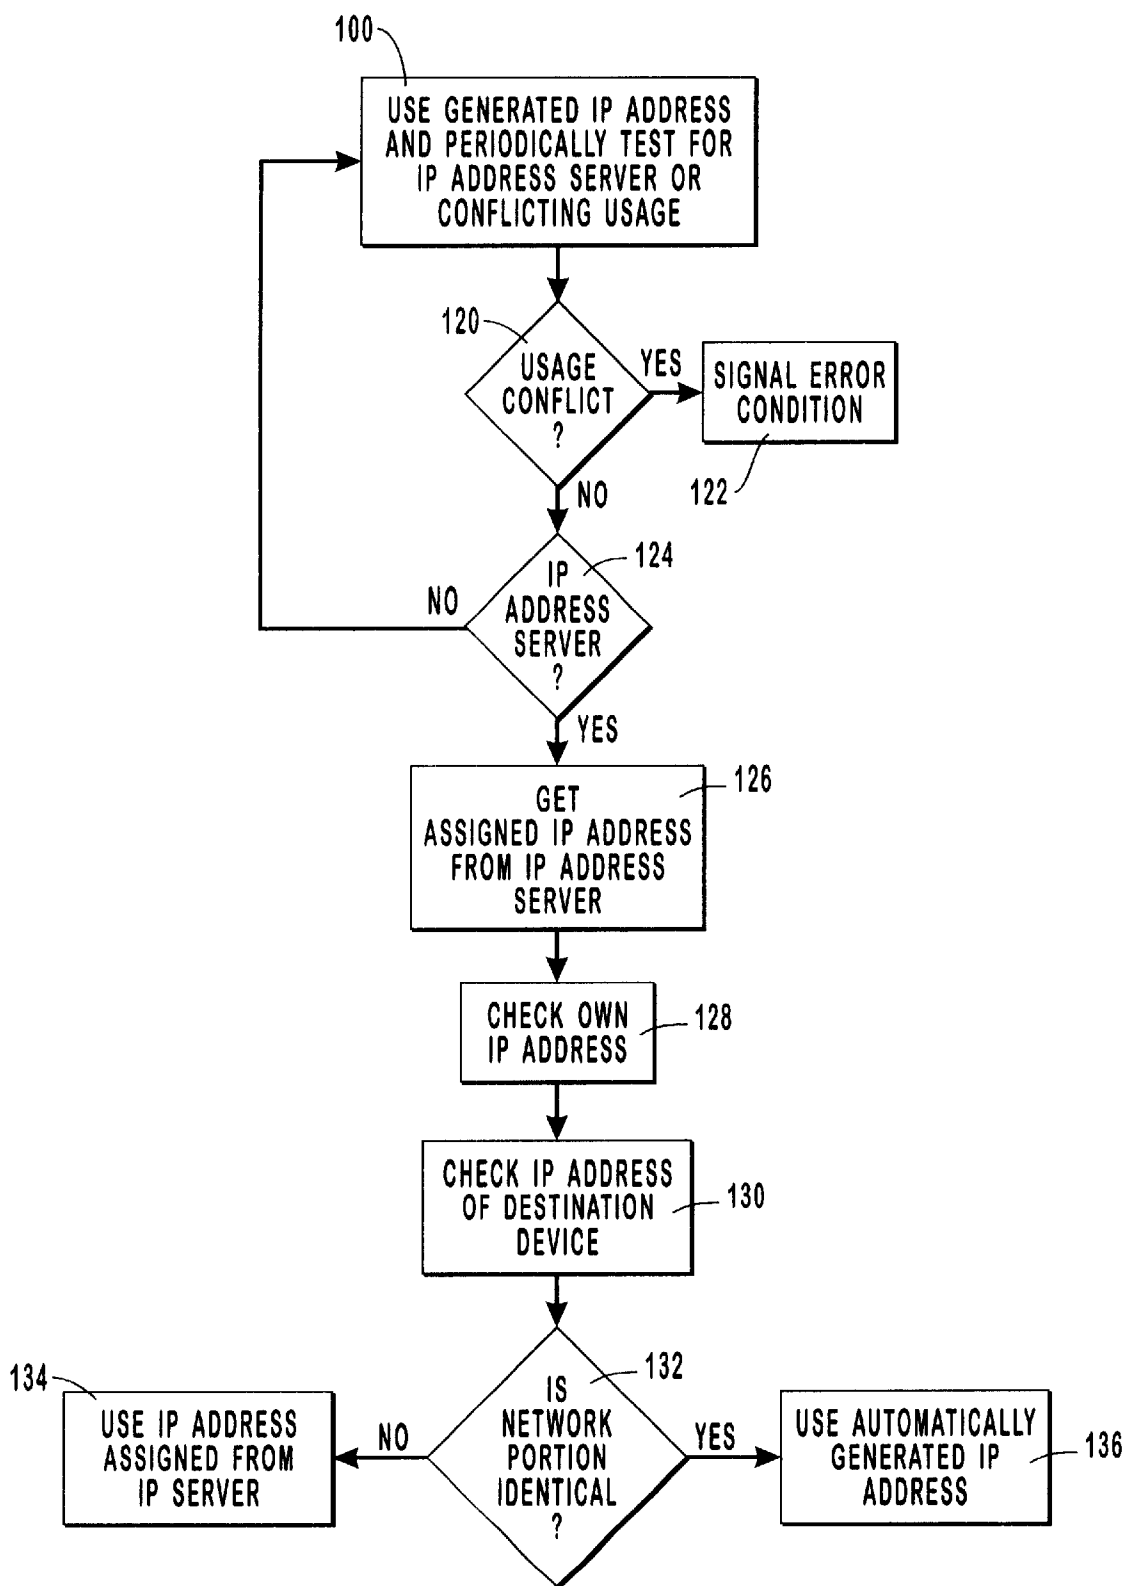 100
USE GENERATED IP ADDRESS
AND PERIODICALLY TEST FOR
IP ADDRESS SERVER OR
CONFLICTING USAGE
120
USAGE
CONFLICT
?
YES
SIGNAL ERROR
CONDITION
122
NO
124
IP
ADDRESS
SERVER
?
NO
YES
126
GET
ASSIGNED IP ADDRESS
FROM IP ADDRESS
SERVER
CHECK OWN
IP ADDRESS
128
CHECK IP ADDRESS
OF DESTINATION
DEVICE
130
132
IS
NETWORK
PORTION
IDENTICAL
?
NO
134
USE IP ADDRESS
ASSIGNED FROM
IP SERVER
YES
USE AUTOMATICALLY
GENERATED IP
ADDRESS
136